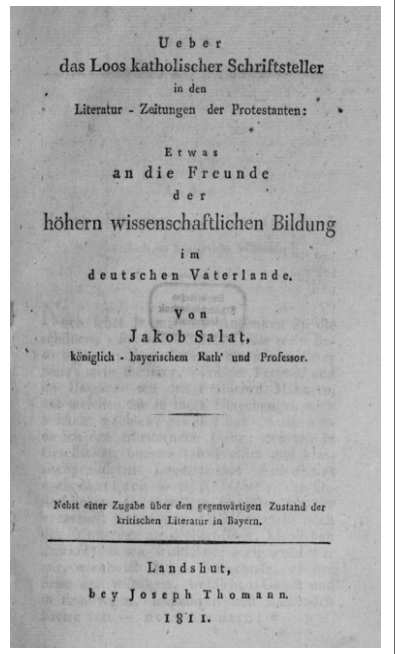 Ueber
das Loos katholischer Schriftsteller
in den
Literatur - Zeitungen der Protestanten:
Etwas
an die Freunde
der
höhern wissenschaftlichen Bildung
im
deutschen Vaterlande.
Von
Jakob Salat,
königlich - bayerischem Rath' und Professor.
Nebst einer Zugabe über den gegenwärtigen Zustand der
kritischen Literatur in Bayern.
Landshut,
bey Joseph Thomann.
1811.